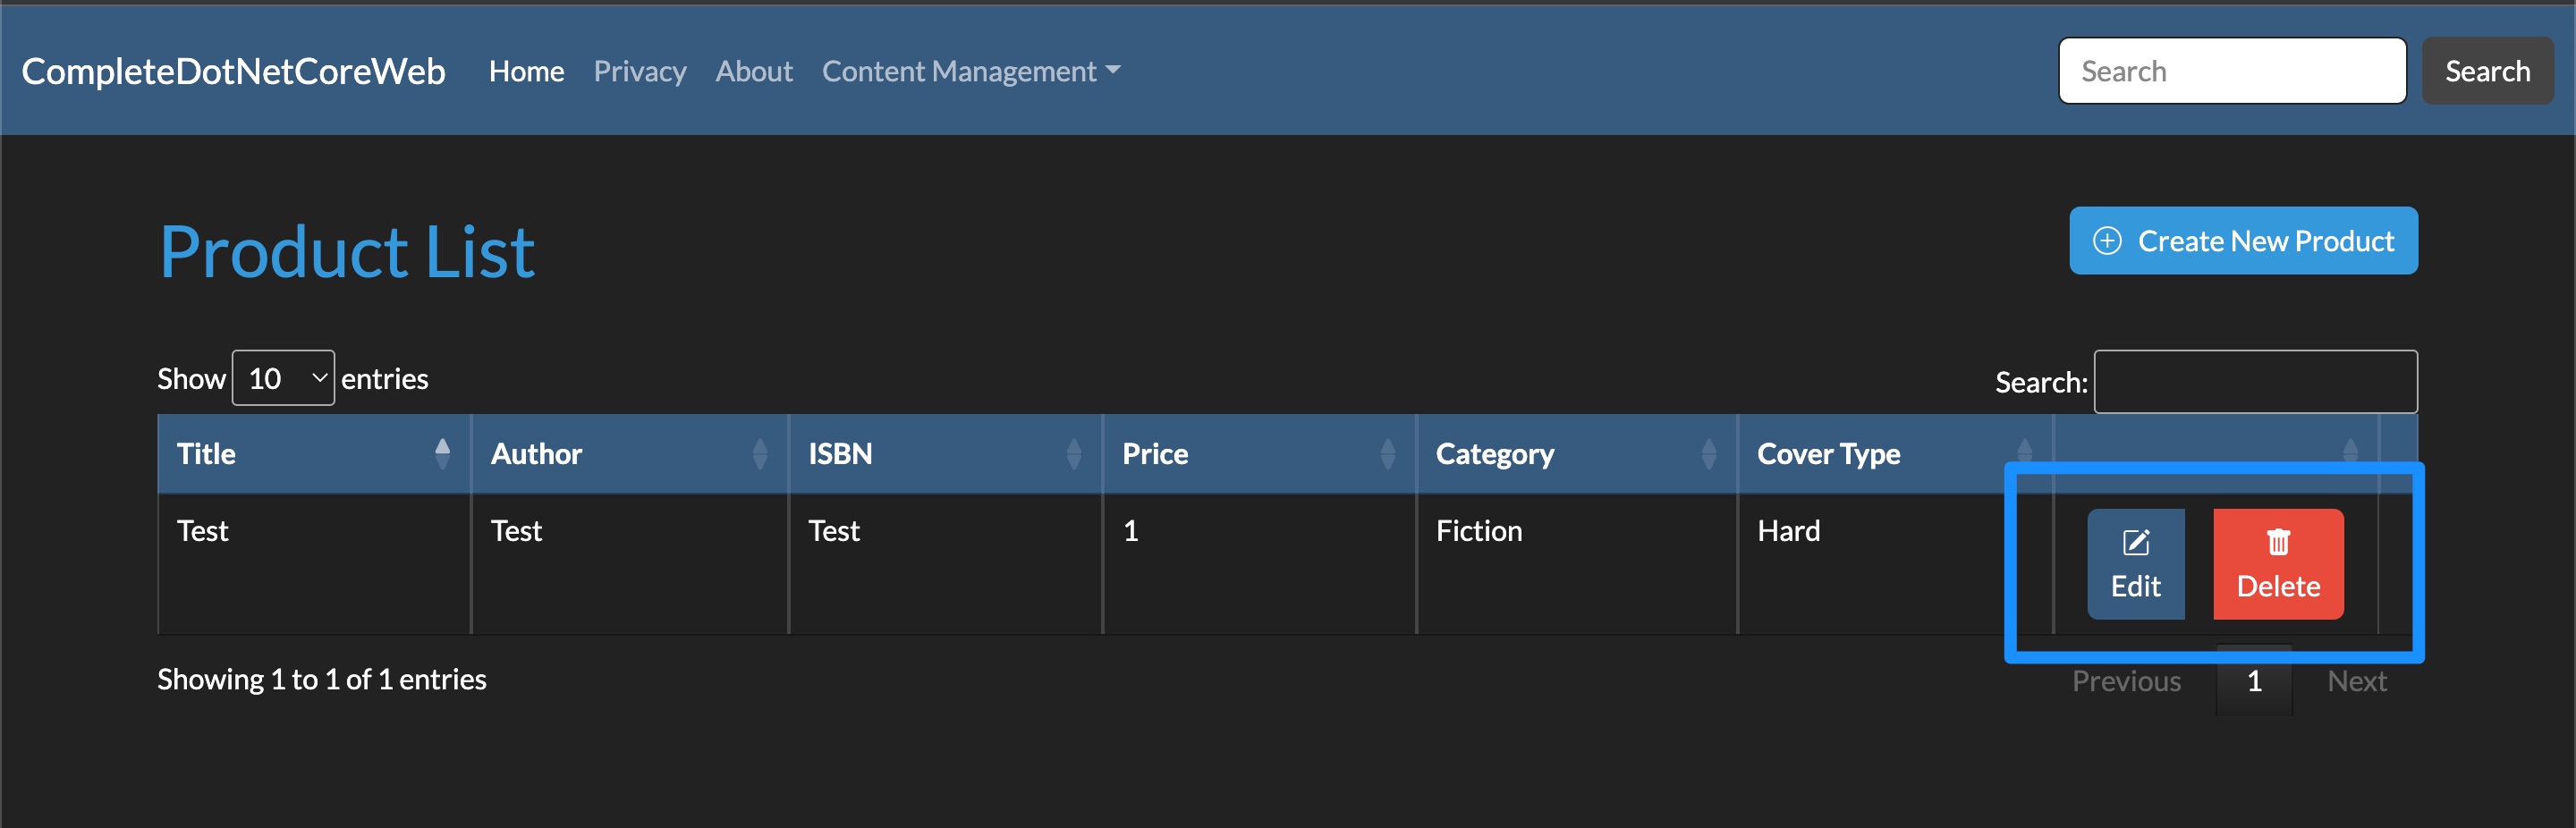 CompleteDotNetCoreWeb Home Privacy About Content Management Search Search
Product List Create New Product
Show 10 entries Search:
Title Author ISBN Price Category Cover Type
Test Test Test 1 Fiction Hard Edit Delete
Showing 1 to 1 of 1 entries Previous 1 Next